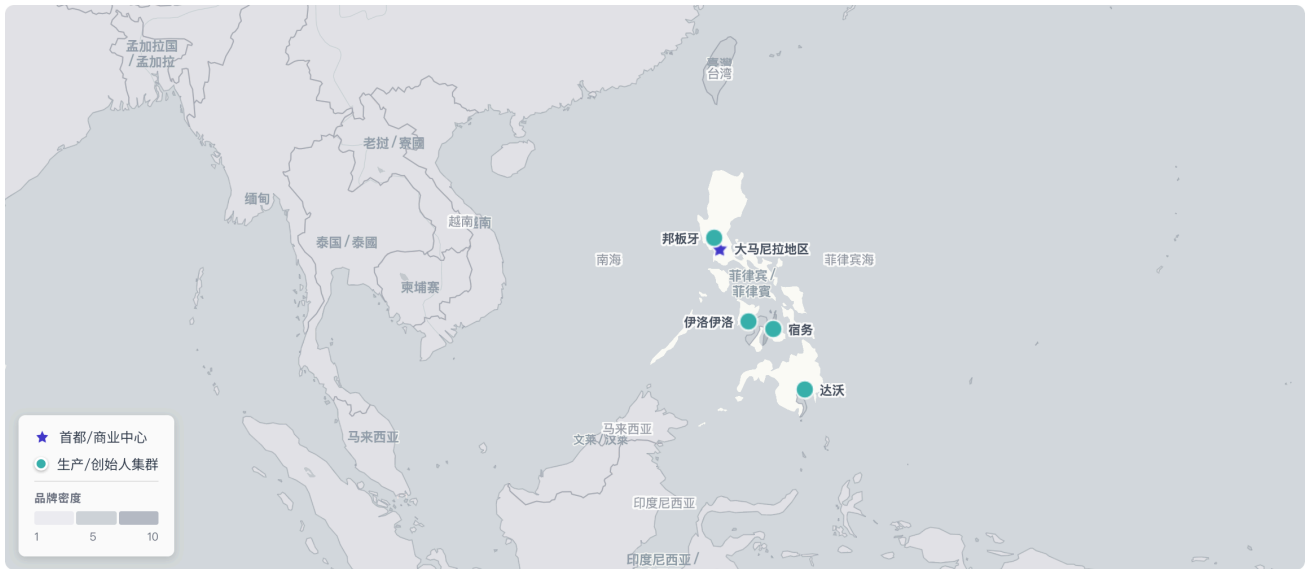 孟加拉国
/ 孟加拉
台湾
老挝 / 寮國
缅甸
越南
泰国 / 泰國
柬埔寨
南海
邦板牙
大马尼拉地区
菲律宾海
菲律宾 /
菲律賓
伊洛伊洛
宿务
达沃
马来西亚
马来西亚
文莱/汶莱
印度尼西亚
印度尼西亚 /
首都/商业中心
生产/创始人集群
品牌密度
1
5
10